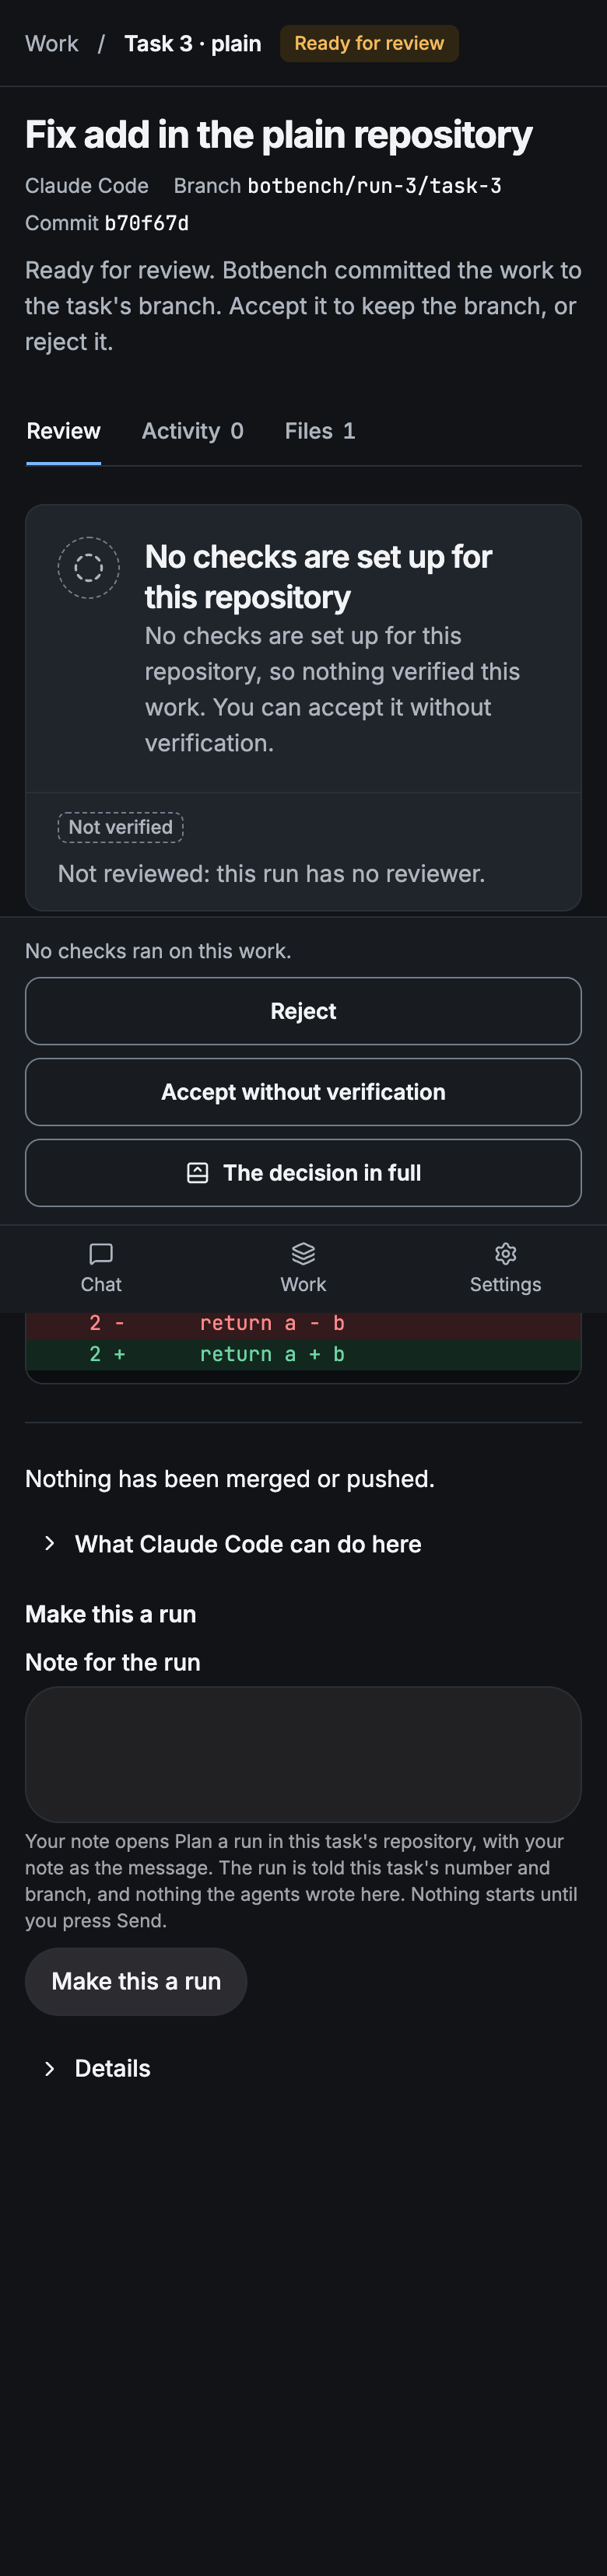 Work / Task 3 · plain Ready for review
Fix add in the plain repository
Claude Code Branch botbench/run-3/task-3
Commit b70f67d
Ready for review. Botbench committed the work to
the task's branch. Accept it to keep the branch, or
reject it.
Review Activity 0 Files 1
No checks are set up for
this repository
No checks are set up for this
repository, so nothing verified this
work. You can accept it without
verification.
Not verified
Not reviewed: this run has no reviewer.
No checks ran on this work.
Reject
Accept without verification
The decision in full
Chat Work Settings
2 - return a - b
2 + return a + b
Nothing has been merged or pushed.
What Claude Code can do here
Make this a run
Note for the run
Your note opens Plan a run in this task's repository, with your
note as the message. The run is told this task's number and
branch, and nothing the agents wrote here. Nothing starts until
you press Send.
Make this a run
Details